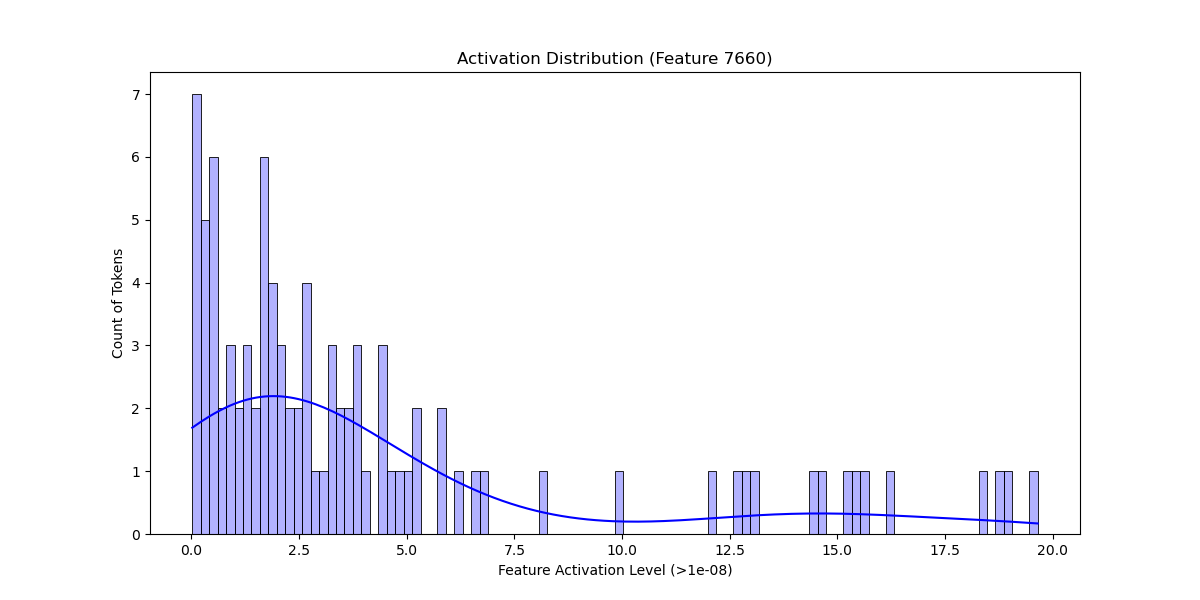 Activation Distribution (Feature 7660)
7
6
5
4
3
2
1
0
Count of Tokens
0.0 2.5 5.0 7.5 10.0 12.5 15.0 17.5 20.0
Feature Activation Level (>1e-08)